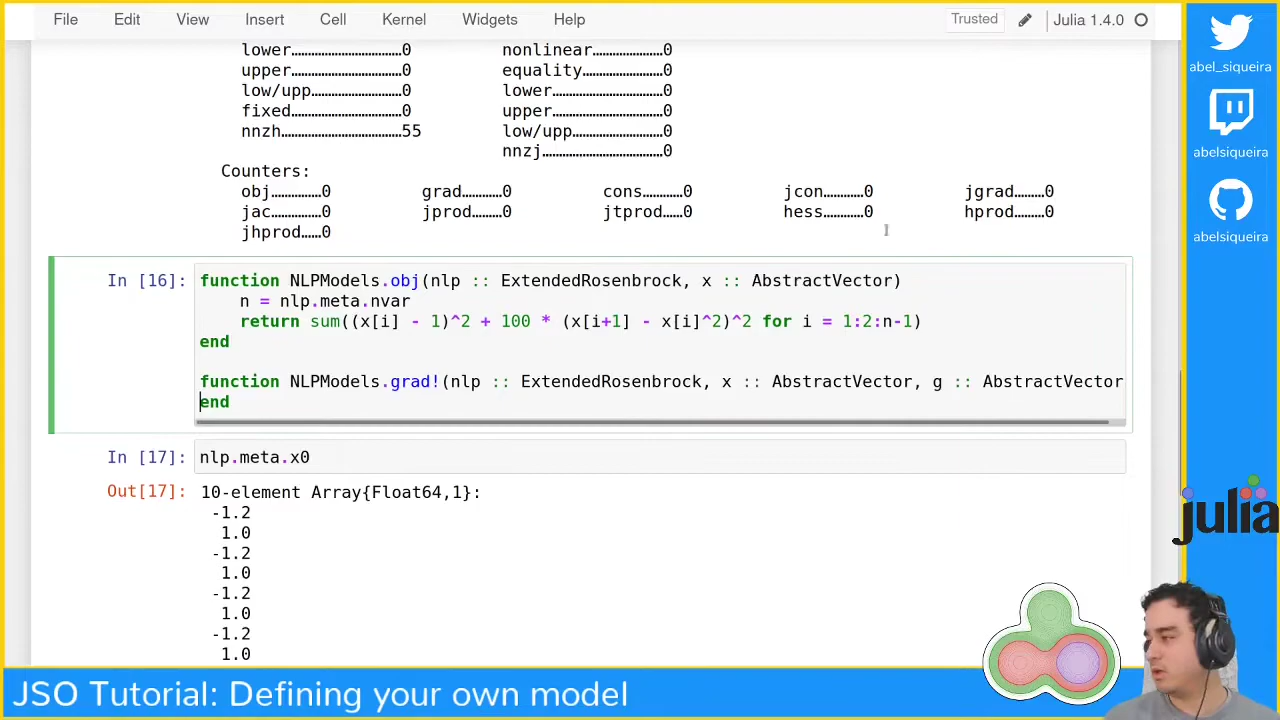 File Edit View Insert Cell Kernel Widgets Help Trusted Julia 1.4.0
lower……………………0 nonlinear……………………0
upper……………………0 equality……………………0
low/upp……………………0 lower……………………0
fixed……………………0 upper……………………0
nnzh……………………55 low/upp……………………0
nnzj……………………0
Counters:
obj……………0 grad…………0 cons…………0 jcon…………0 jgrad………0
jac……………0 jprod………0 jtprod……0 hess…………0 hprod………0
jhprod……0
In [16]: function NLPModels.obj(nlp :: ExtendedRosenbrock, x :: AbstractVector)
n = nlp.meta.nvar
return sum((x[i] - 1)^2 + 100 * (x[i+1] - x[i]^2)^2 for i = 1:2:n-1)
end
function NLPModels.grad!(nlp :: ExtendedRosenbrock, x :: AbstractVector, g :: AbstractVector
end
In [17]: nlp.meta.x0
Out[17]: 10-element Array{Float64,1}:
-1.2
1.0
-1.2
1.0
-1.2
1.0
-1.2
1.0
abel_siqueira
abelsiqueira
abelsiqueira
julia
JSO Tutorial: Defining your own model